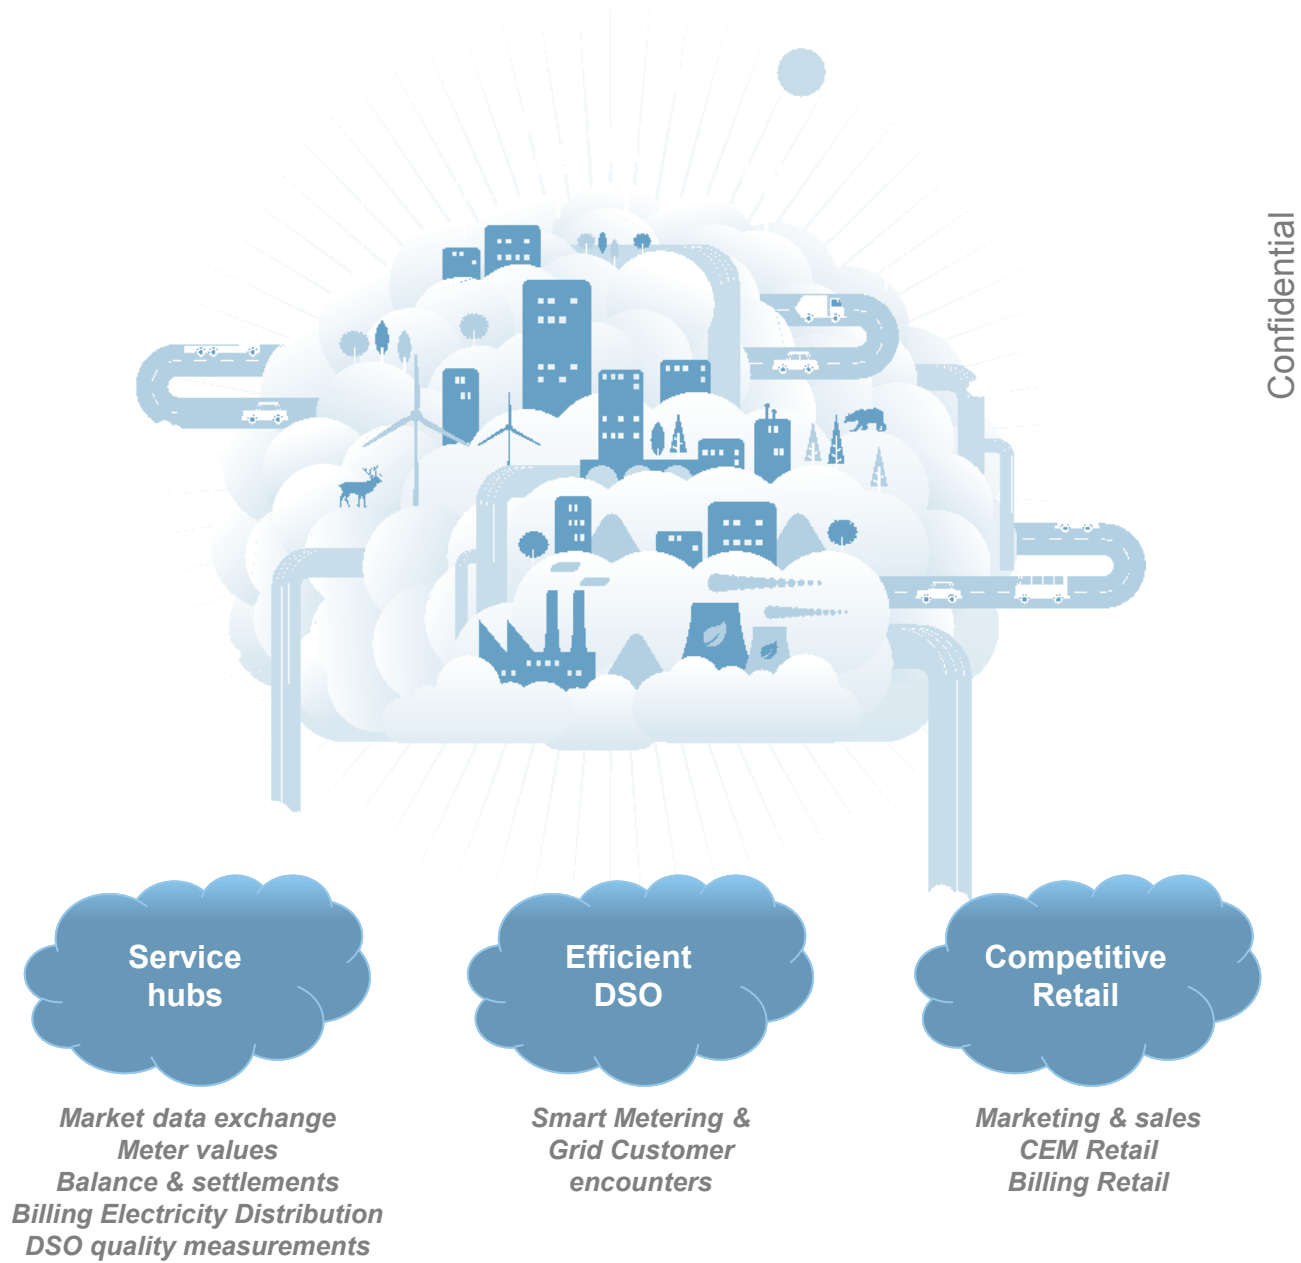 Confidential
Service
hubs
Market data exchange
Meter values
Balance & settlements
Billing Electricity Distribution
DSO quality measurements
Efficient
DSO
Smart Metering &
Grid Customer
encounters
Competitive
Retail
Marketing & sales
CEM Retail
Billing Retail